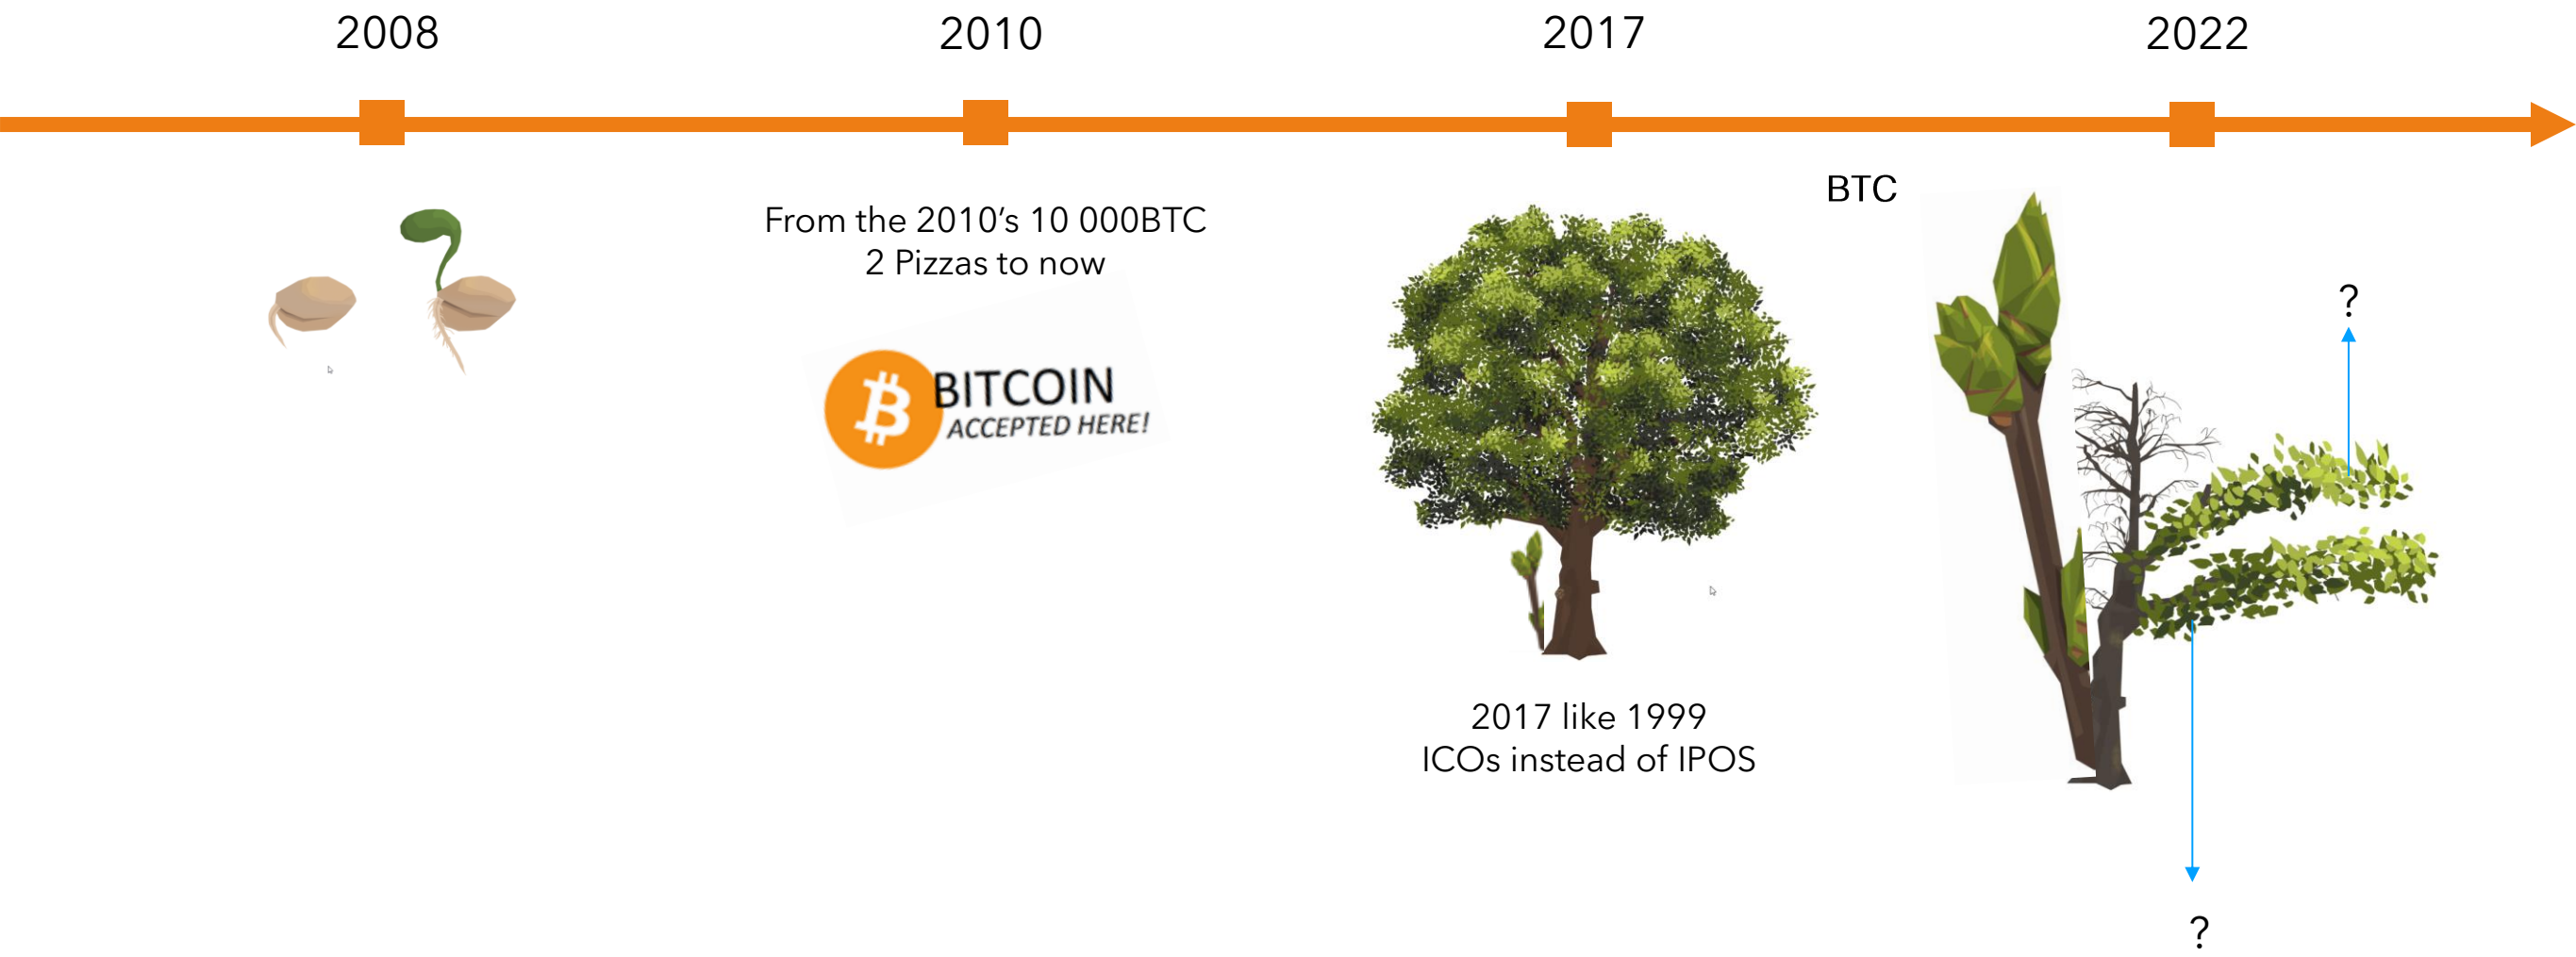 2008
2010
2017
2022
From the 2010’s 10 000BTC
2 Pizzas to now
BITCOIN
ACCEPTED HERE!
2017 like 1999
ICOs instead of IPOS
BTC
?
?